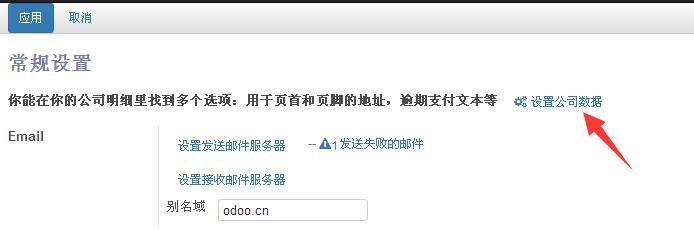 应用 取消
常规设置
你能在你的公司明细里找到多个选项：用于页首和页脚的地址，逾期支付文本等 设置公司数据
Email
设置发送邮件服务器 -- 1发送失败的邮件
设置接收邮件服务器
别名域 odoo.cn